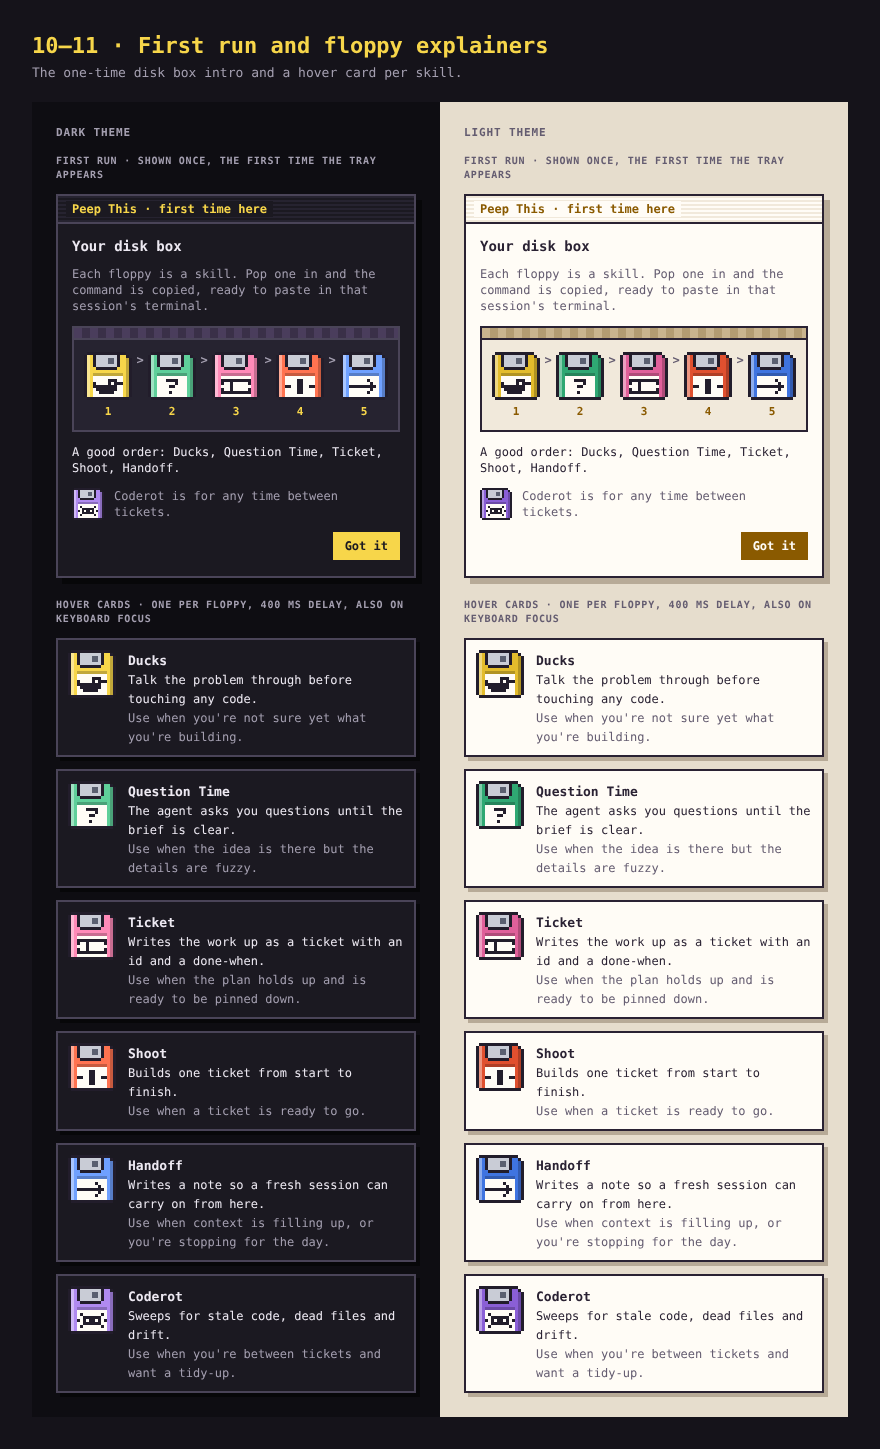 10–11 · First run and floppy explainers
The one-time disk box intro and a hover card per skill.
DARK THEME
FIRST RUN · SHOWN ONCE, THE FIRST TIME THE TRAY
APPEARS
Peep This · first time here
Your disk box
Each floppy is a skill. Pop one in and the
command is copied, ready to paste in that
session's terminal.
> > > >
1 2 3 4 5
A good order: Ducks, Question Time, Ticket,
Shoot, Handoff.
Coderot is for any time between
tickets.
Got it
HOVER CARDS · ONE PER FLOPPY, 400 MS DELAY, ALSO ON
KEYBOARD FOCUS
Ducks
Talk the problem through before
touching any code.
Use when you're not sure yet what
you're building.
?
Question Time
The agent asks you questions until the
brief is clear.
Use when the idea is there but the
details are fuzzy.
Ticket
Writes the work up as a ticket with an
id and a done-when.
Use when the plan holds up and is
ready to be pinned down.
Shoot
Builds one ticket from start to
finish.
Use when a ticket is ready to go.
Handoff
Writes a note so a fresh session can
carry on from here.
Use when context is filling up, or
you're stopping for the day.
Coderot
Sweeps for stale code, dead files and
drift.
Use when you're between tickets and
want a tidy-up.
LIGHT THEME
FIRST RUN · SHOWN ONCE, THE FIRST TIME THE TRAY
APPEARS
Peep This · first time here
Your disk box
Each floppy is a skill. Pop one in and the
command is copied, ready to paste in that
session's terminal.
> > > >
1 2 3 4 5
A good order: Ducks, Question Time, Ticket,
Shoot, Handoff.
Coderot is for any time between
tickets.
Got it
HOVER CARDS · ONE PER FLOPPY, 400 MS DELAY, ALSO ON
KEYBOARD FOCUS
Ducks
Talk the problem through before
touching any code.
Use when you're not sure yet what
you're building.
?
Question Time
The agent asks you questions until the
brief is clear.
Use when the idea is there but the
details are fuzzy.
Ticket
Writes the work up as a ticket with an
id and a done-when.
Use when the plan holds up and is
ready to be pinned down.
Shoot
Builds one ticket from start to
finish.
Use when a ticket is ready to go.
Handoff
Writes a note so a fresh session can
carry on from here.
Use when context is filling up, or
you're stopping for the day.
Coderot
Sweeps for stale code, dead files and
drift.
Use when you're between tickets and
want a tidy-up.